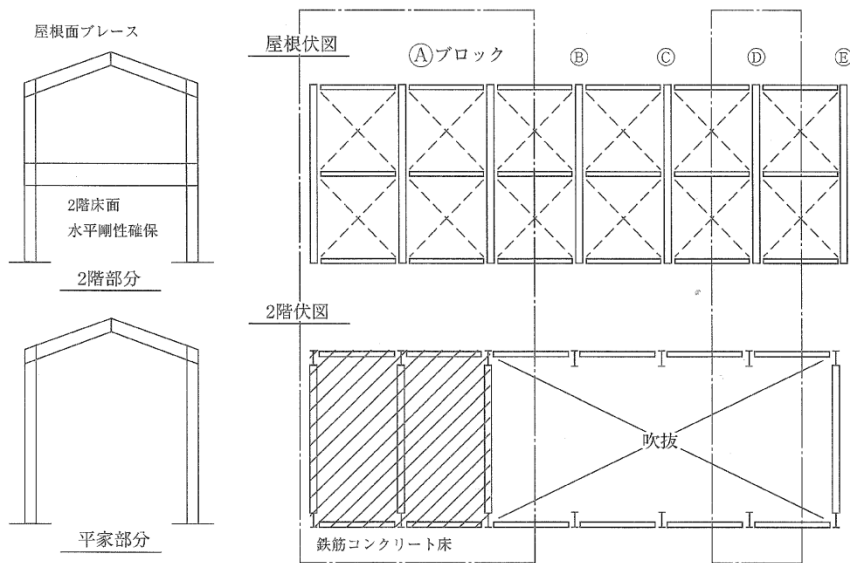 屋根面ブレース
2階床面
水平剛性確保
2階部分
平家部分
屋根伏図
Ⓐブロック
Ⓑ
Ⓒ
Ⓓ
Ⓔ
2階伏図
吹抜
鉄筋コンクリート床